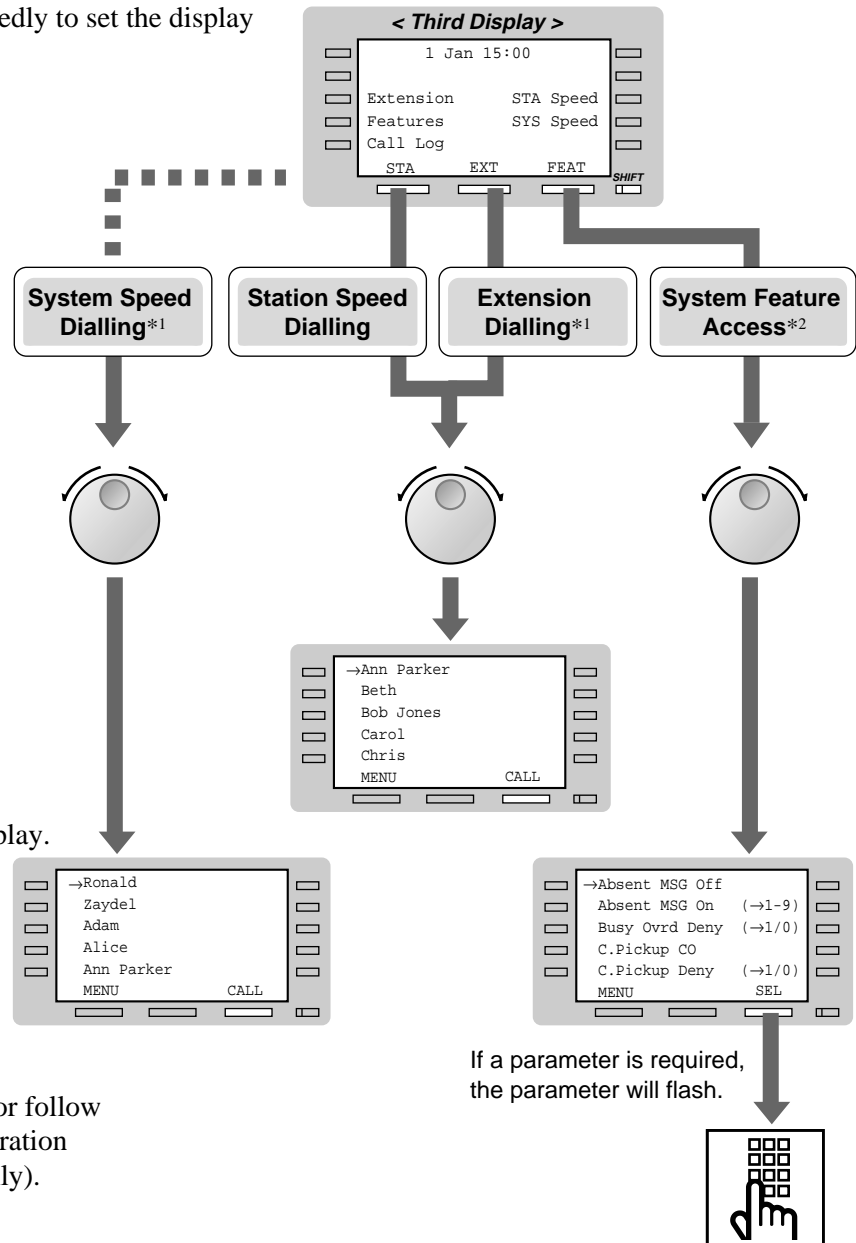 edly to set the display
< Third Display >
1 Jan 15:00
Extension STA Speed
Features SYS Speed
Call Log
STA EXT FEAT
SHIFT
System Speed
Dialling*1
Station Speed
Dialling
Extension
Dialling*1
System Feature
Access*2
→Ann Parker
Beth
Bob Jones
Carol
Chris
MENU CALL
play.
→Ronald
Zaydel
Adam
Alice
Ann Parker
MENU CALL
→Absent MSG Off
Absent MSG On (→1-9)
Busy Ovrd Deny (→1/0)
C.Pickup CO
C.Pickup Deny (→1/0)
MENU SEL
If a parameter is required,
the parameter will flash.
or follow
ration
ly).